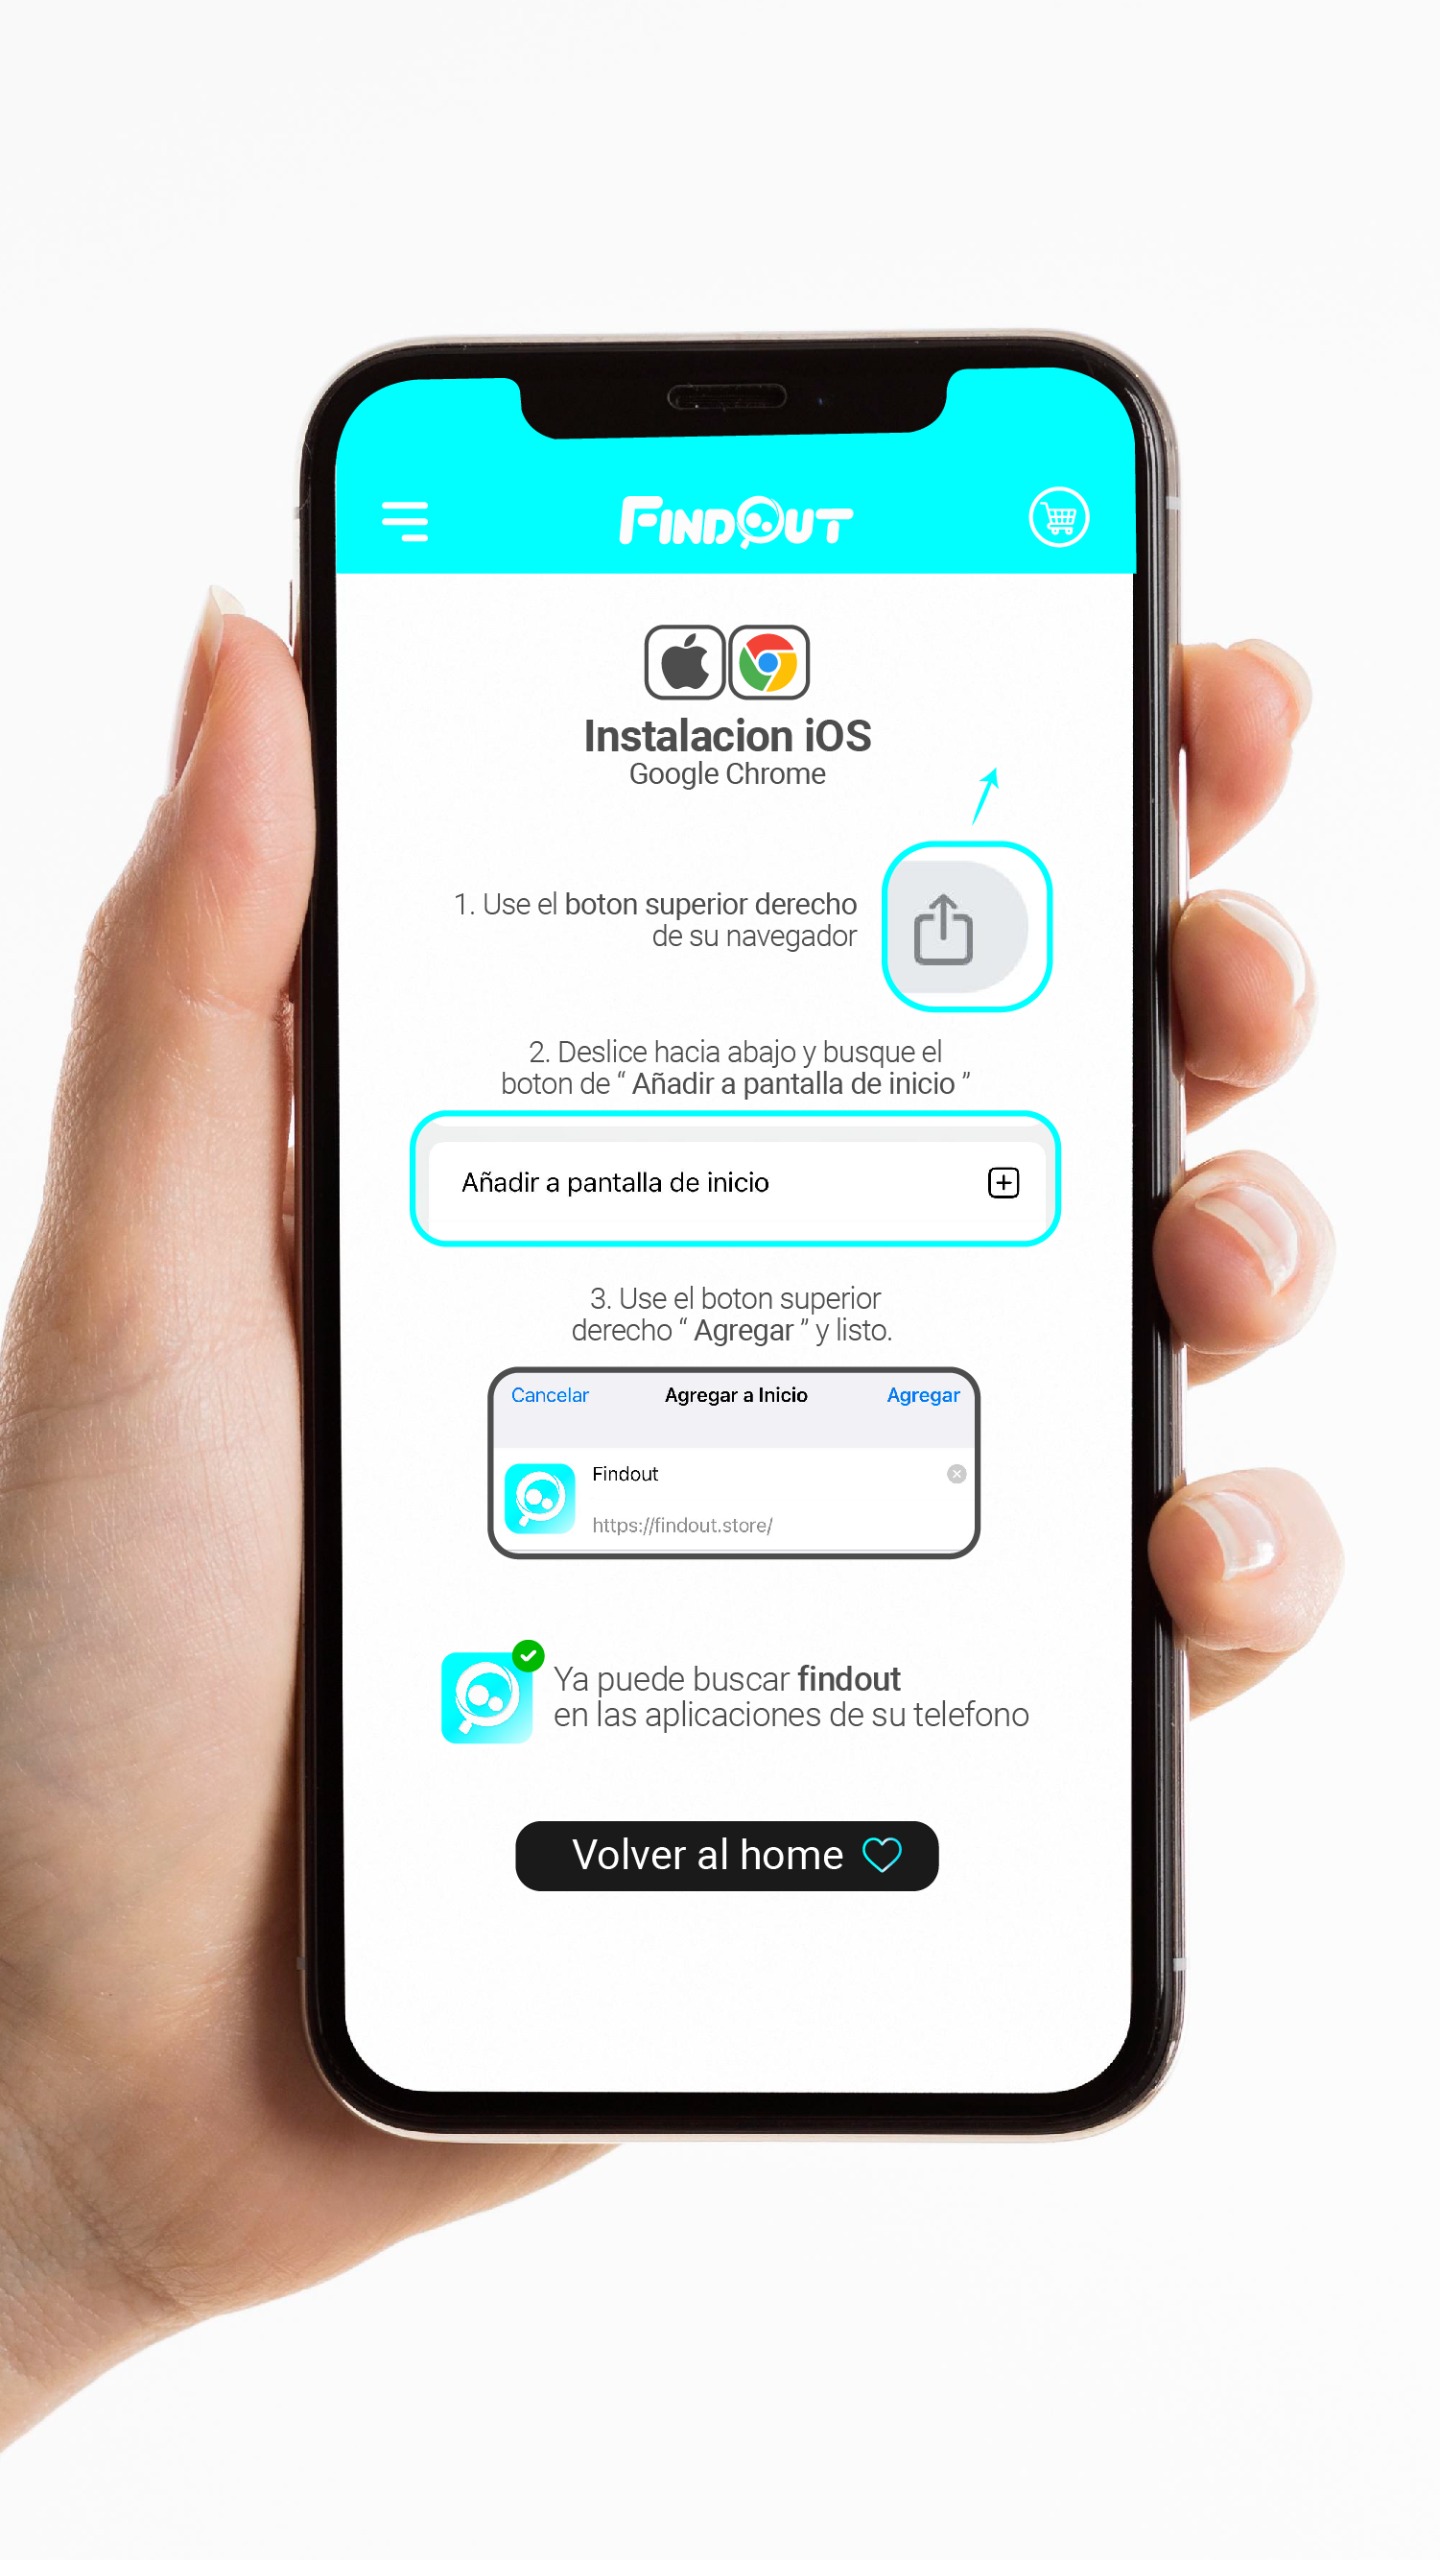 FINDOUT
Instalacion iOS
Google Chrome
1. Use el boton superior derecho
de su navegador
2. Deslice hacia abajo y busque el
boton de “ Añadir a pantalla de inicio ”
Añadir a pantalla de inicio
3. Use el boton superior
derecho “ Agregar ” y listo.
Cancelar Agregar a Inicio Agregar
Findout
https://findout.store/
Ya puede buscar findout
en las aplicaciones de su telefono
Volver al home